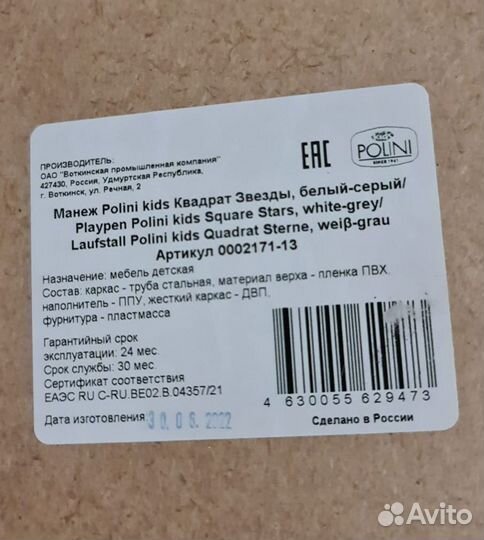 ПРОИЗВОДИТЕЛЬ:
ОАО "Воткинская промышленная компания"
427430, Россия, Удмуртская Республика,
г. Воткинск, ул. Речная, 2
EAC
POLINI
SINCE 1961
Манеж Polini kids Квадрат Звезды, белый-серый/
Playpen Polini kids Square Stars, white-grey/
Laufstall Polini kids Quadrat Sterne, weiβ-grau
Артикул 0002171-13
Назначение: мебель детская
Состав: каркас - труба стальная, материал верха - пленка ПВХ.
наполнитель - ППУ, жесткий каркас - ДВП.
фурнитура - пластмасса
Гарантийный срок
эксплуатации: 24 мес.
Срок службы: 30 мес.
Сертификат соответствия
ЕАЭС RU C-RU.BE02.B.04357/21
Дата изготовления 30.06.2022
4 630055 629473
Сделано в России
Avito